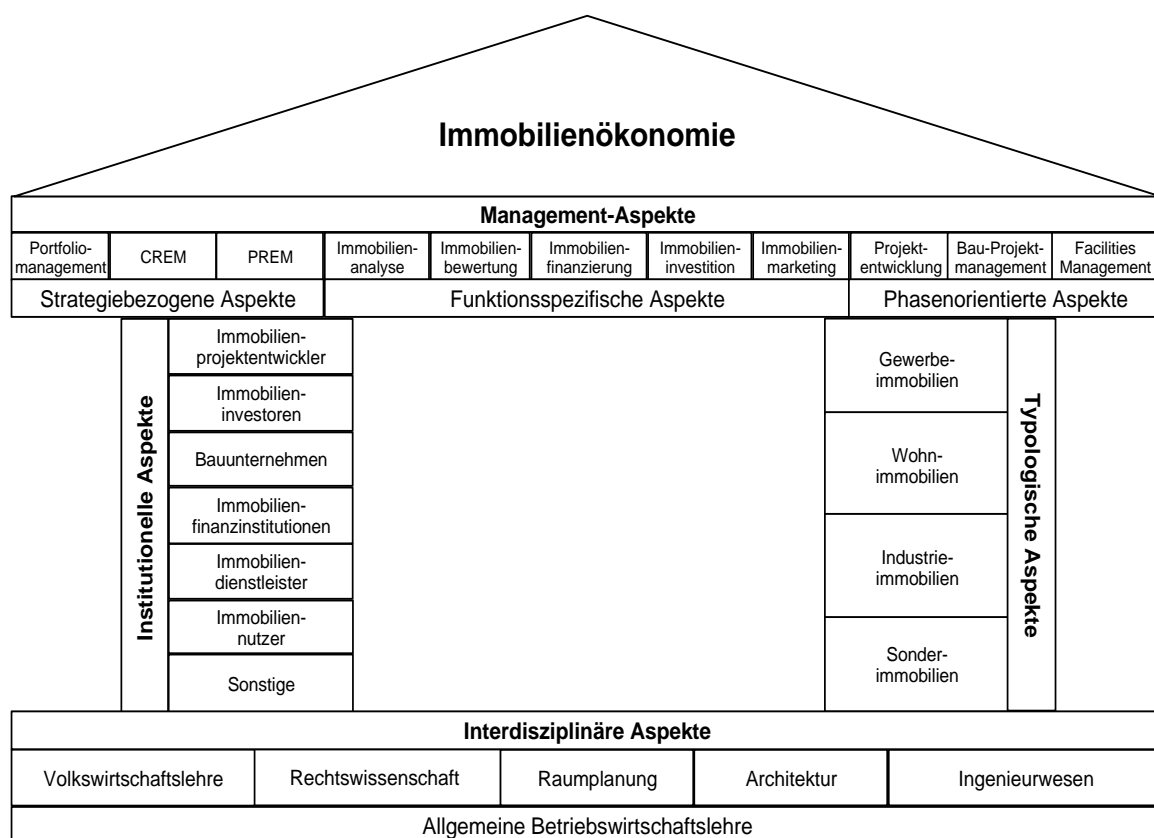 Immobilienökonomie
Management-Aspekte
Portfolio-
management
CREM
PREM
Immobilien-
analyse
Immobilien-
bewertung
Immobilien-
finanzierung
Immobilien-
investition
Immobilien-
marketing
Projekt-
entwicklung
Bau-Projekt-
management
Facilities
Management
Strategiebezogene Aspekte
Funktionsspezifische Aspekte
Phasenorientierte Aspekte
Institutionelle Aspekte
Immobilien-
projektentwickler
Immobilien-
investoren
Bauunternehmen
Immobilien-
finanzinstitutionen
Immobilien-
dienstleister
Immobilien-
nutzer
Sonstige
Gewerbe-
immobilien
Wohn-
immobilien
Industrie-
immobilien
Sonder-
immobilien
Typologische Aspekte
Interdisziplinäre Aspekte
Volkswirtschaftslehre
Rechtswissenschaft
Raumplanung
Architektur
Ingenieurwesen
Allgemeine Betriebswirtschaftslehre